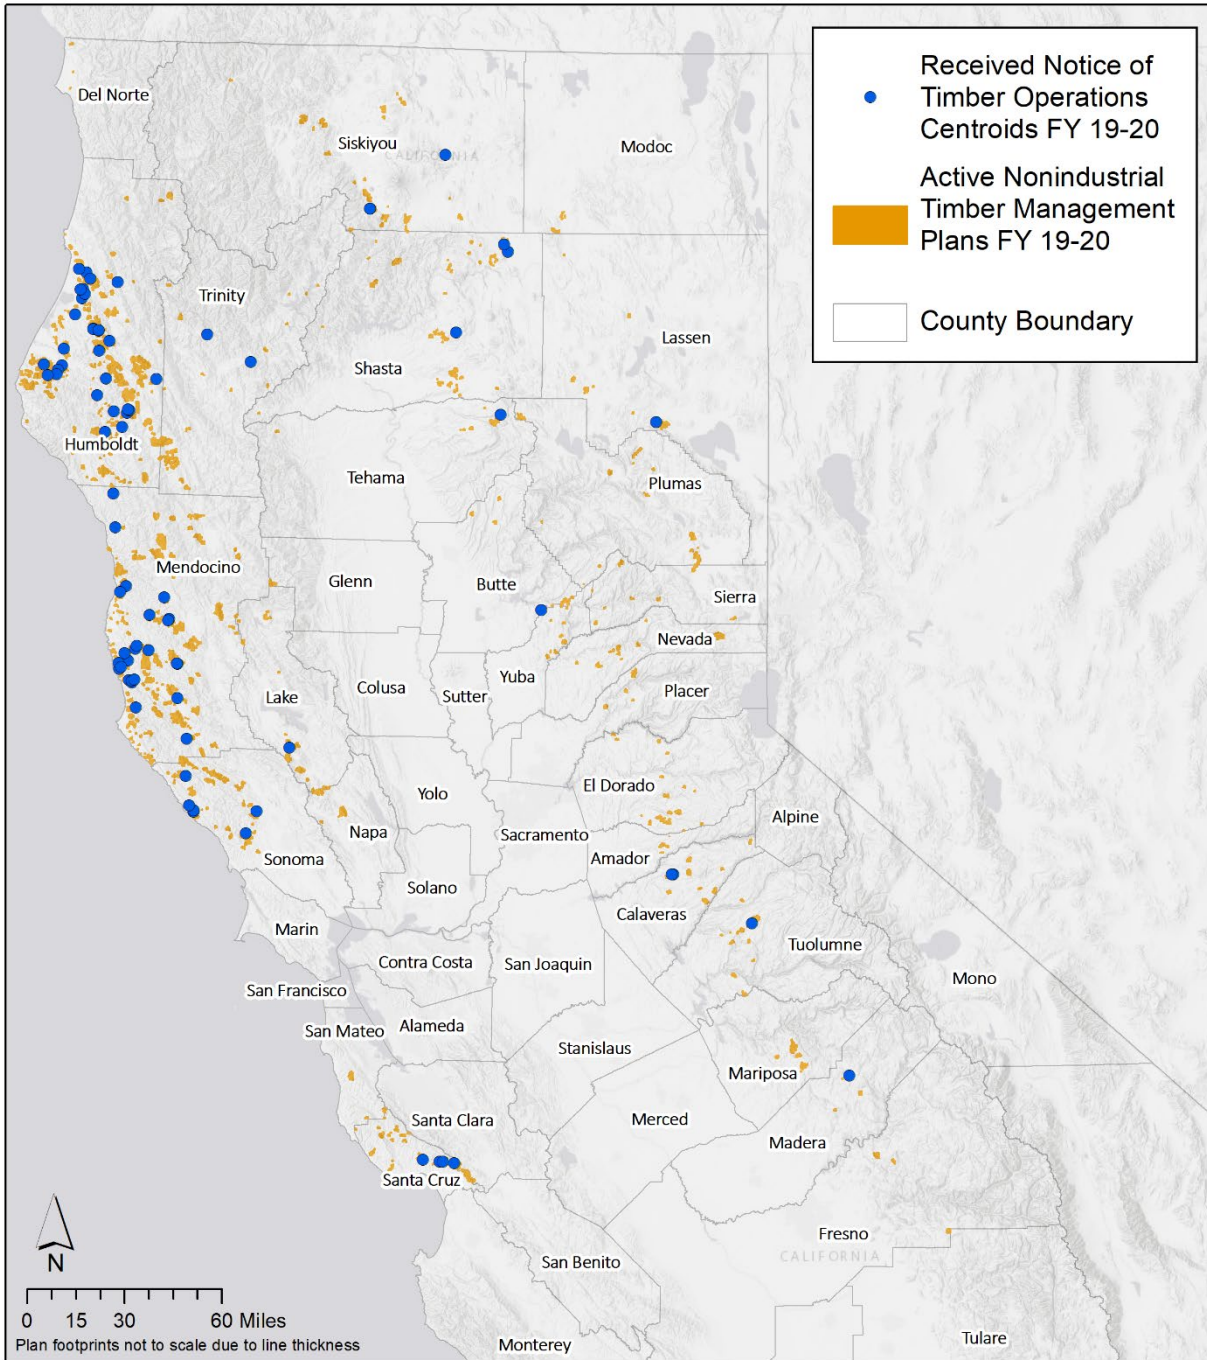 Received Notice of
Timber Operations
Centroids FY 19-20
Active Nonindustrial
Timber Management
Plans FY 19-20
County Boundary
Del Norte
Siskiyou
CALIFORNIA
Modoc
Trinity
Shasta
Lassen
Humboldt
Tehama
Plumas
Mendocino
Glenn
Butte
Sierra
Nevada
Lake
Colusa
Sutter
Yuba
Placer
Yolo
El Dorado
Napa
Sacramento
Alpine
Sonoma
Amador
Solano
Calaveras
Marin
Tuolumne
Contra Costa
San Joaquin
Mono
San Francisco
San Mateo
Alameda
Stanislaus
Mariposa
Santa Clara
Merced
Madera
Santa Cruz
Fresno
CALIFORNIA
San Benito
Monterey
Tulare
N
0 15 30 60 Miles
Plan footprints not to scale due to line thickness